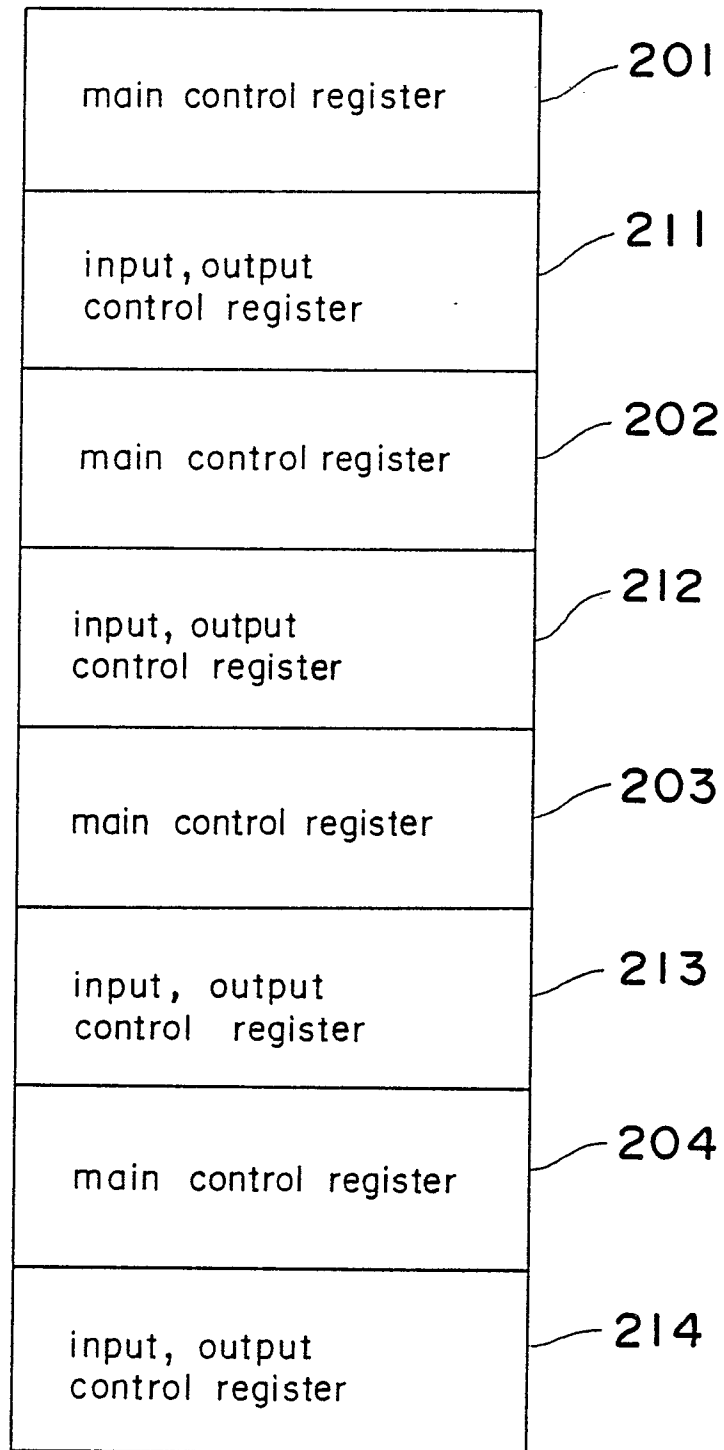 main control register
201
input, output
control register
211
main control register
202
input, output
control register
212
main control register
203
input, output
control register
213
main control register
204
input, output
control register
214